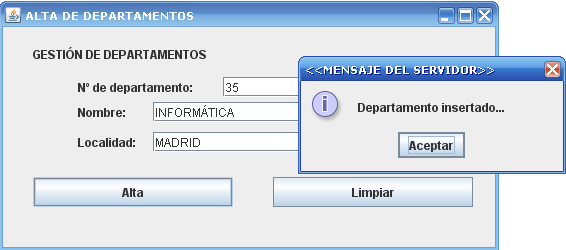 ALTA DE DEPARTAMENTOS
GESTIÓN DE DEPARTAMENTOS
Nº de departamento: 35
Nombre: INFORMÁTICA
Localidad: MADRID
Alta Limpiar
<<MENSAJE DEL SERVIDOR>>
Departamento insertado...
Aceptar